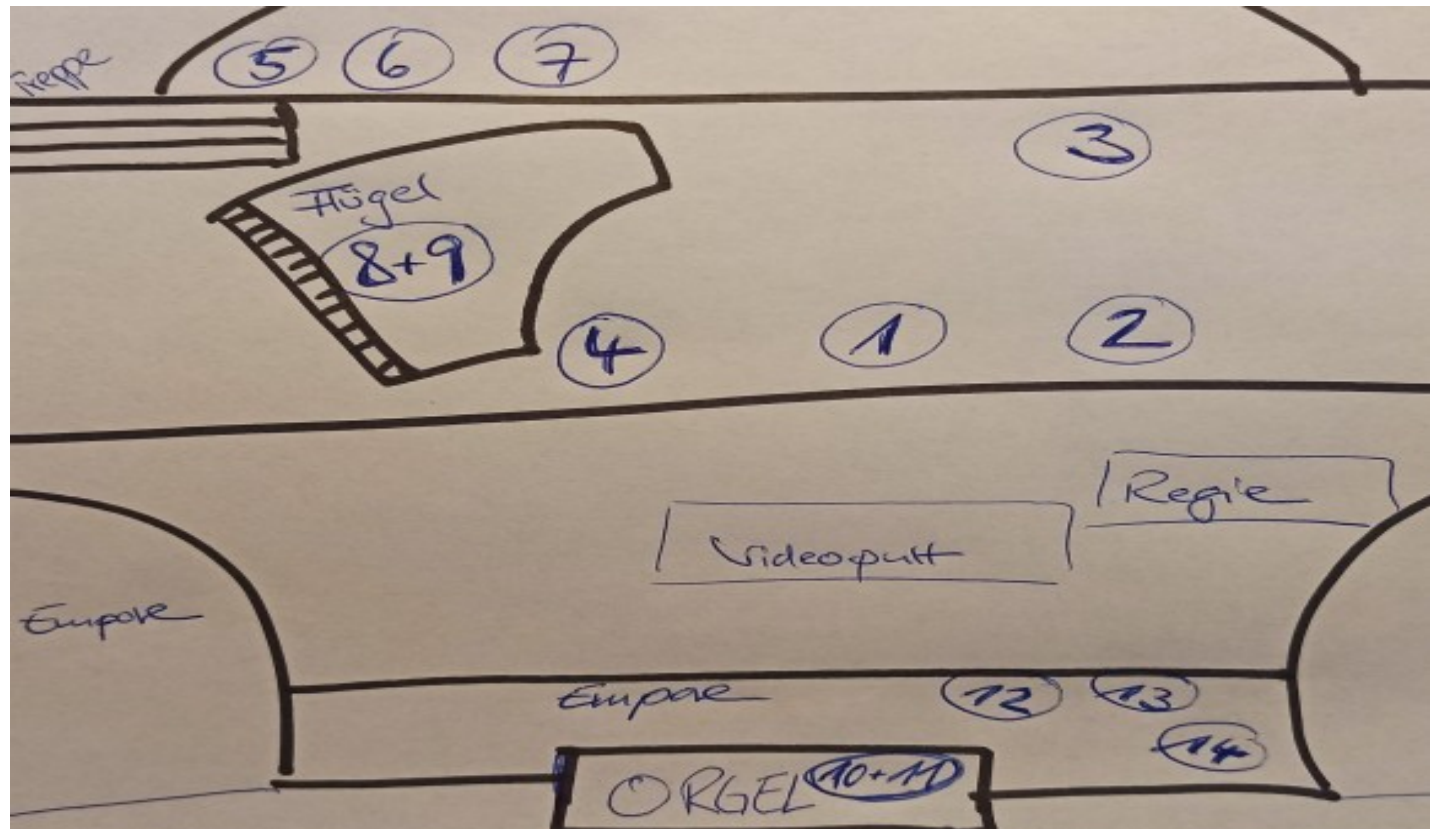 Treppe
5 6 7
3
Flügel
8+9
4 1 2
Regie
Videopult
Empore
Empore
12 13
14
ORGEL 10+11